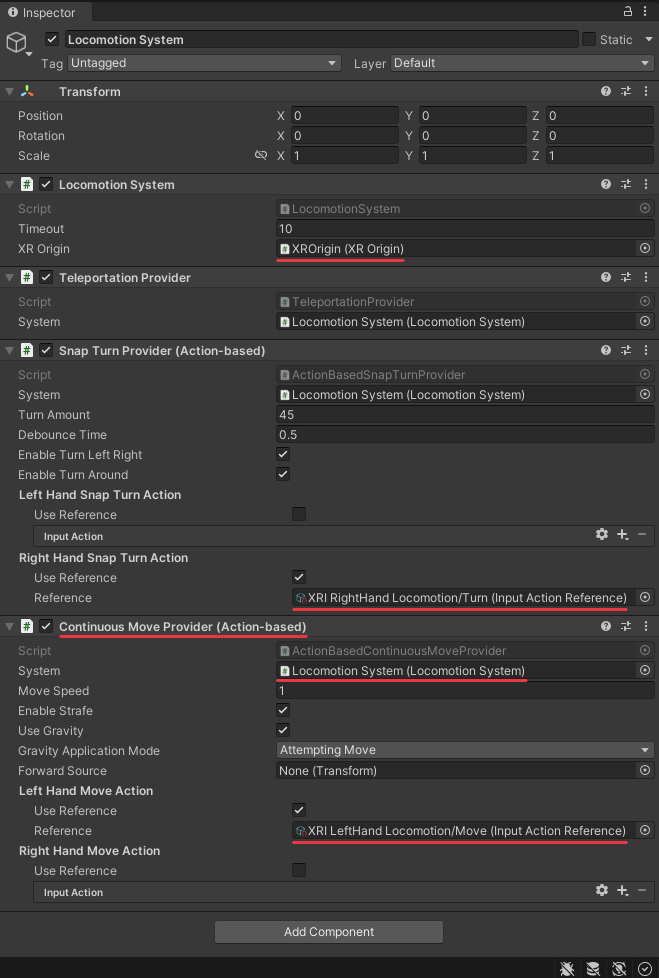 Inspector
Locomotion System
Static
Tag Untagged Layer Default
Transform
Position X 0 Y 0 Z 0
Rotation X 0 Y 0 Z 0
Scale X 1 Y 1 Z 1
Locomotion System
Script LocomotionSystem
Timeout 10
XR Origin XROrigin (XR Origin)
Teleportation Provider
Script TeleportationProvider
System Locomotion System (Locomotion System)
Snap Turn Provider (Action-based)
Script ActionBasedSnapTurnProvider
System Locomotion System (Locomotion System)
Turn Amount 45
Debounce Time 0.5
Enable Turn Left Right
Enable Turn Around
Left Hand Snap Turn Action
Use Reference
Input Action
Right Hand Snap Turn Action
Use Reference
Reference XRI RightHand Locomotion/Turn (Input Action Reference)
Continuous Move Provider (Action-based)
Script ActionBasedContinuousMoveProvider
System Locomotion System (Locomotion System)
Move Speed 1
Enable Strafe
Use Gravity
Gravity Application Mode Attempting Move
Forward Source None (Transform)
Left Hand Move Action
Use Reference
Reference XRI LeftHand Locomotion/Move (Input Action Reference)
Right Hand Move Action
Use Reference
Input Action
Add Component